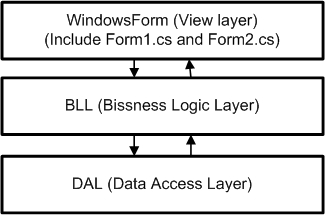 WindowsForm (View layer)
(Include Form1.cs and Form2.cs)
BLL (Bissness Logic Layer)
DAL (Data Access Layer)